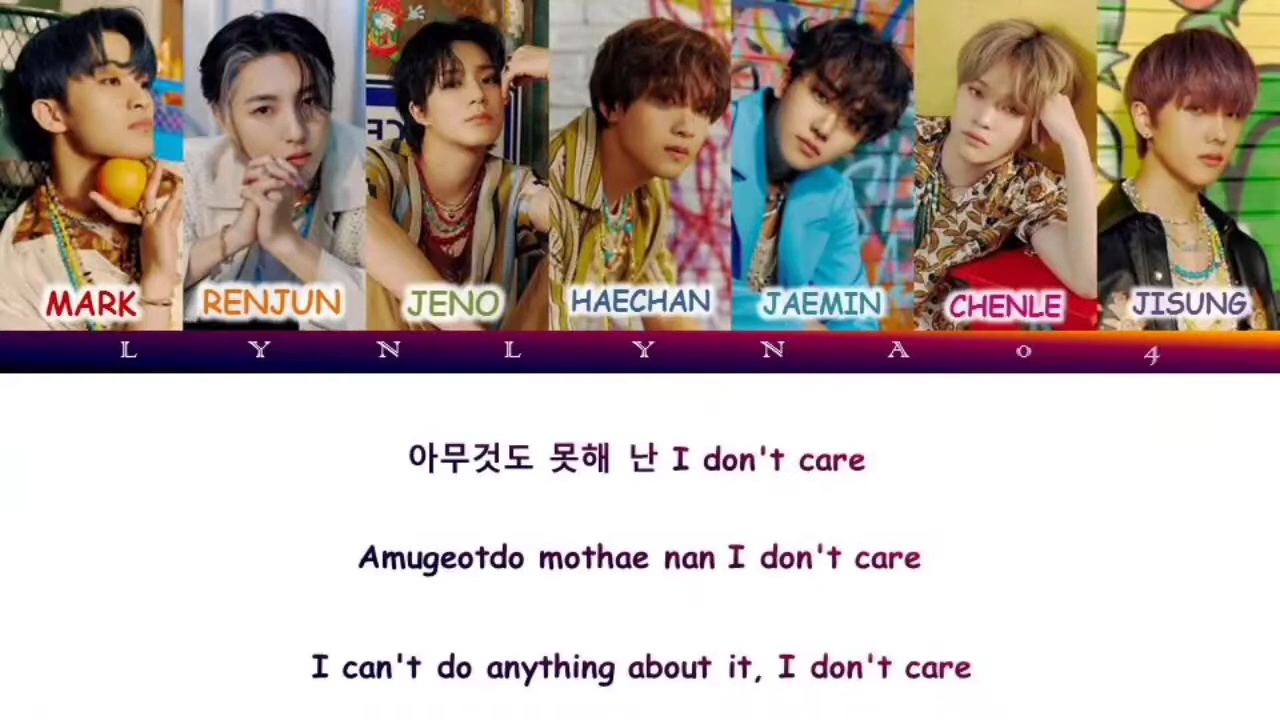 MARK RENJUN JENO HAECHAN JAEMIN CHENLE JISUNG
L Y N L Y N A 0 4
아무것도 못해 난 I don't care
Amugeotdo mothae nan I don't care
I can't do anything about it, I don't care